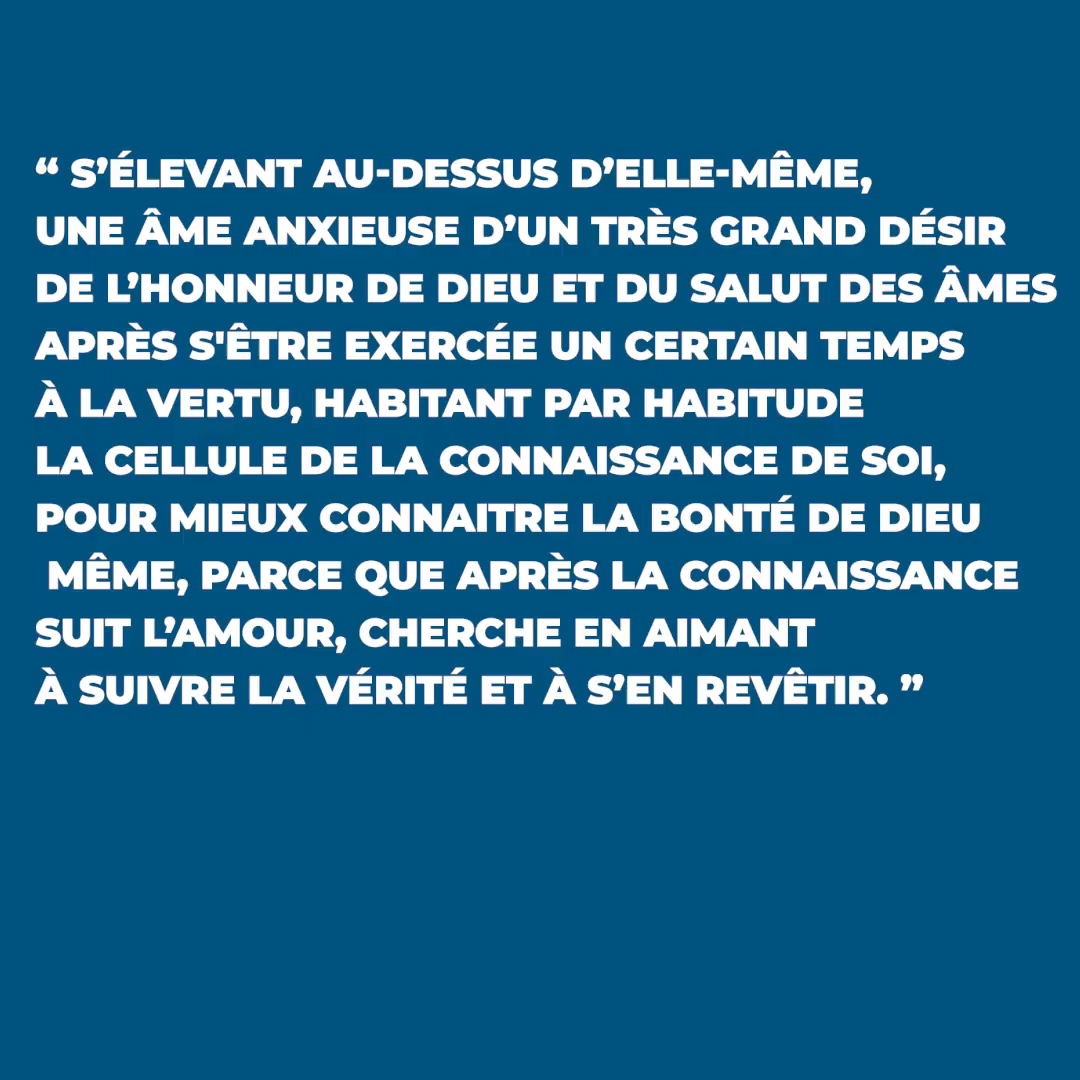 “ S’ÉLEVANT AU-DESSUS D’ELLE-MÊME,
UNE ÂME ANXIEUSE D’UN TRÈS GRAND DÉSIR
DE L’HONNEUR DE DIEU ET DU SALUT DES ÂMES
APRÈS S'ÊTRE EXERCÉE UN CERTAIN TEMPS
À LA VERTU, HABITANT PAR HABITUDE
LA CELLULE DE LA CONNAISSANCE DE SOI,
POUR MIEUX CONNAITRE LA BONTÉ DE DIEU
MÊME, PARCE QUE APRÈS LA CONNAISSANCE
SUIT L’AMOUR, CHERCHE EN AIMANT
À SUIVRE LA VÉRITÉ ET À S’EN REVÊTIR. ”